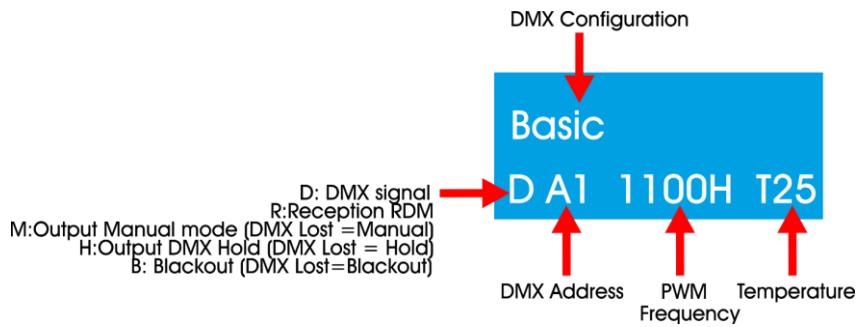 DMX Configuration
Basic
D A1 1100H T25
D: DMX signal
R:Reception RDM
M:Output Manual mode (DMX Lost =Manual)
H:Output DMX Hold (DMX Lost = Hold)
B: Blackout (DMX Lost=Blackout)
DMX Address
PWM
Frequency
Temperature